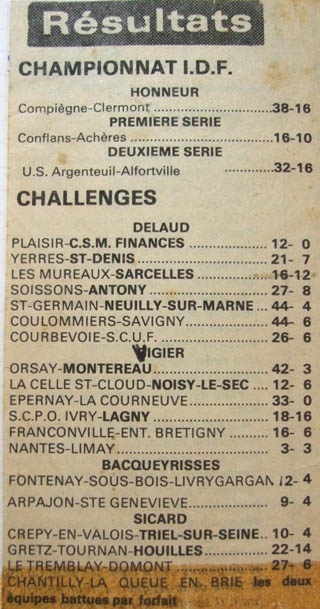 Résultats
CHAMPIONNAT I.D.F.
HONNEUR
Compiègne-Clermont ..................38-16
PREMIERE SERIE
Conflans-Achères ......................16-10
DEUXIEME SERIE
U.S. Argenteuil-Alfortville ..................32-16
CHALLENGES
DELAUD
PLAISIR-C.S.M. FINANCES ................ 12- 0
YERRES-ST-DENIS ......................... 21- 7
LES MUREAUX-SARCELLES ..............16-12
SOISSONS-ANTONY ...................... 27- 8
ST-GERMAIN-NEUILLY-SUR-MARNE ... 44- 4
COULOMMIERS-SAVIGNY ................ 44- 6
COURBEVOIE-S.C.U.F. .................... 26- 6
VIGIER
ORSAY-MONTEREAU ...................... 42- 3
LA CELLE ST-CLOUD-NOISY-LE-SEC .... 12- 6
EPERNAY-LA COURNEUVE ............... 33- 0
S.C.P.O. IVRY-LAGNY ..................... 18-16
FRANCONVILLE-ENT. BRETIGNY ........ 16- 6
NANTES-LIMAY ............................. 3- 3
BACQUEYRISSES
FONTENAY-SOUS-BOIS-LIVRYGARGAN 12- 4
ARPAJON-STE GENEVIEVE ............... 9- 4
SICARD
CREPY-EN-VALOIS-TRIEL-SUR-SEINE.. 10- 4
GRETZ-TOURNAN-HOUILLES ........... 22-14
LE TREMBLAY-DOMONT ................. 27- 6
CHANTILLY-LA QUEUE EN BRIE les deux
équipes battues par forfait